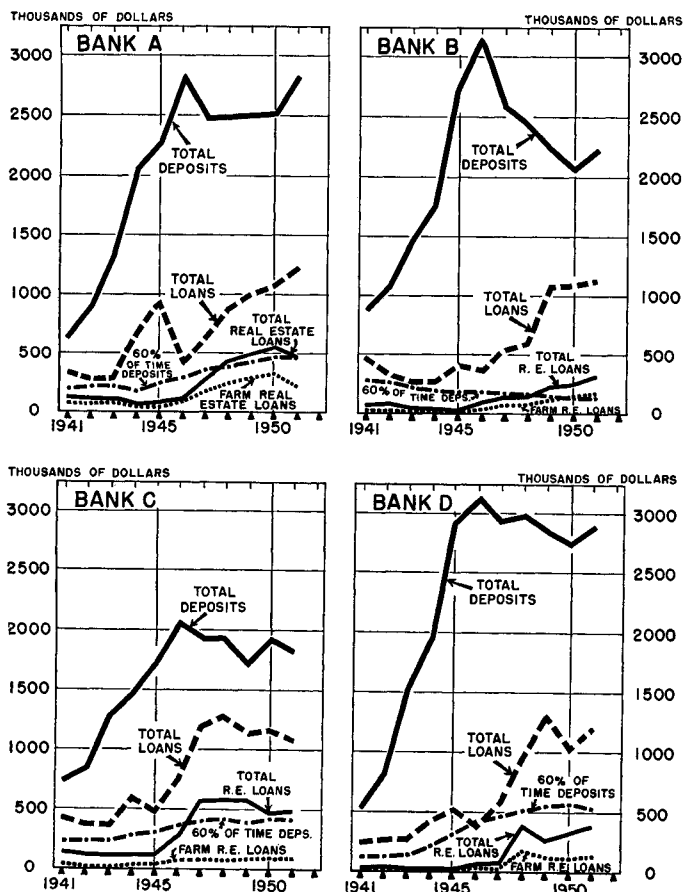 THOUSANDS OF DOLLARS
BANK A
3000
2500
2000
1500
1000
500
0
TOTAL
DEPOSITS
TOTAL
LOANS
TOTAL
REAL ESTATE
LOANS
60%
OF TIME
DEPOSITS
FARM REAL
ESTATE LOANS
1941
1945
1950
THOUSANDS OF DOLLARS
BANK B
3000
2500
2000
1500
1000
500
0
TOTAL
DEPOSITS
TOTAL
LOANS
TOTAL
R.E. LOANS
60% OF
TIME DEPS.
FARM R.E. LOANS
1941
1945
1950
THOUSANDS OF DOLLARS
BANK C
3000
2500
2000
1500
1000
500
0
TOTAL
DEPOSITS
TOTAL
LOANS
TOTAL
R.E. LOANS
60% OF TIME DEPS.
FARM R.E. LOANS
1941
1945
1950
THOUSANDS OF DOLLARS
BANK D
3000
2500
2000
1500
1000
500
0
TOTAL
DEPOSITS
TOTAL
LOANS
60% OF
TIME DEPOSITS
TOTAL
R.E. LOANS
FARM R.E. LOANS
1941
1945
1950